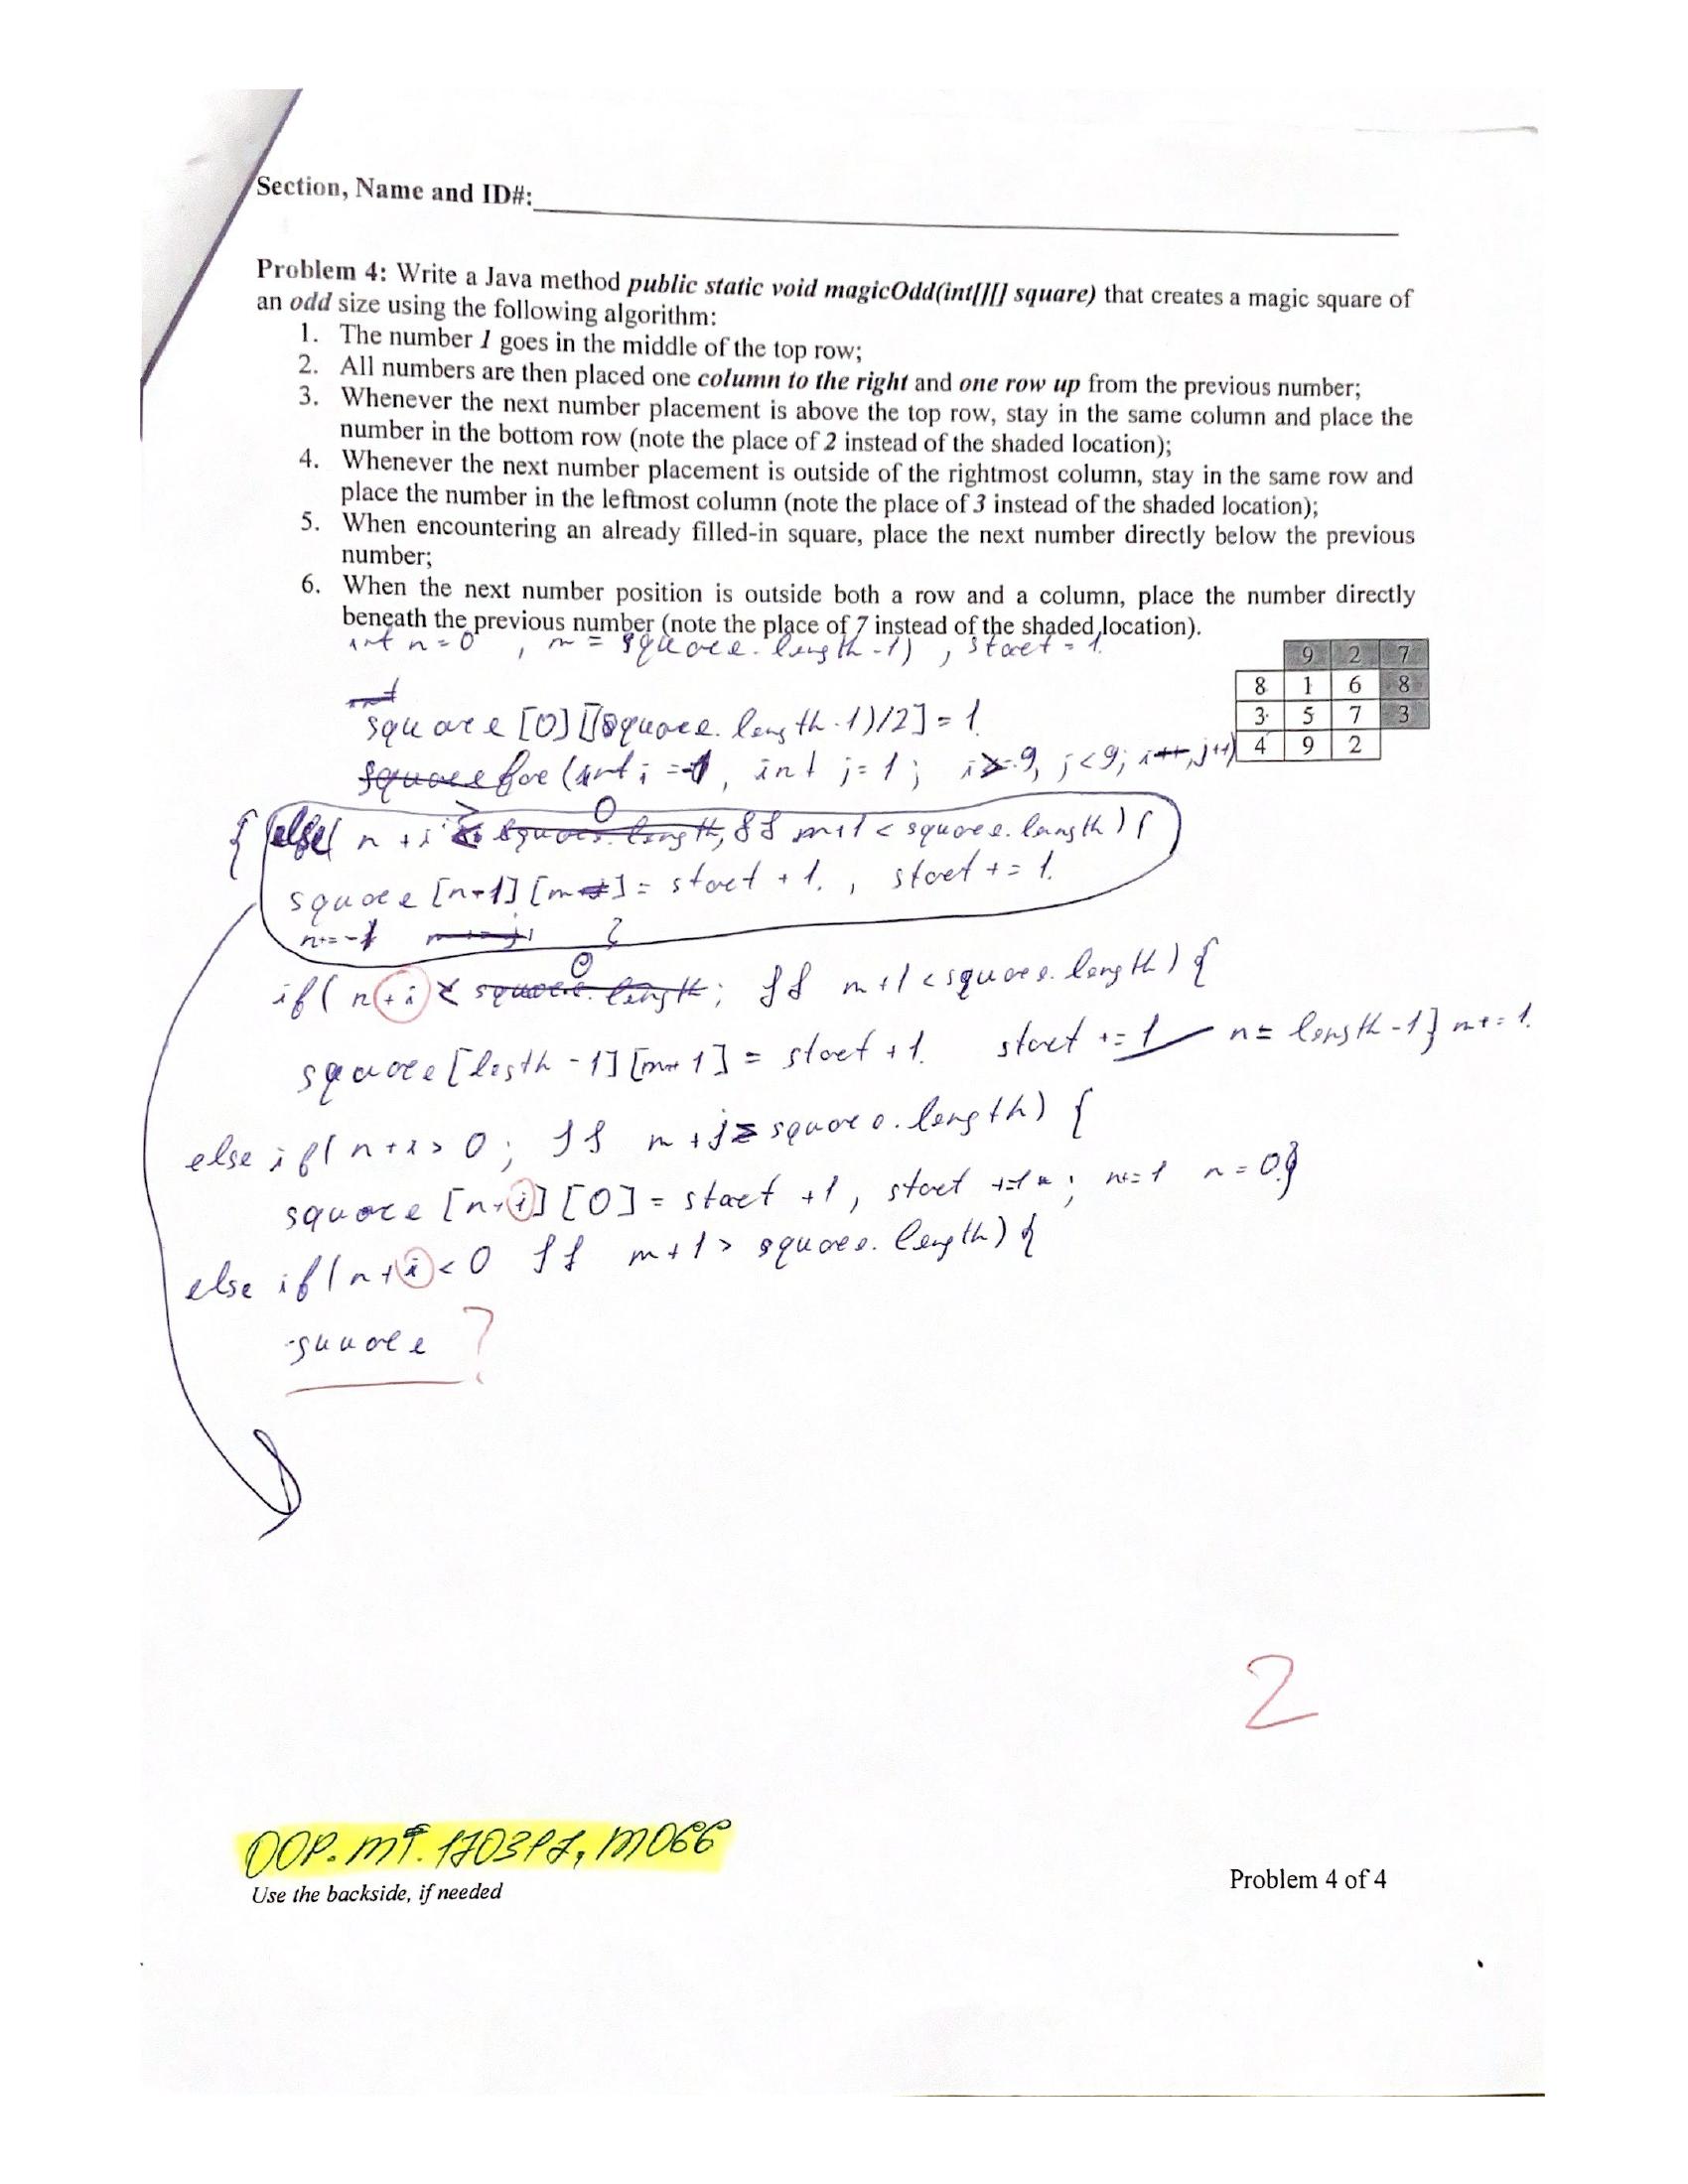 Section, Name and ID#:
Problem 4: Write a Java method public static void magicOdd(int[][] square) that creates a magic square of
an odd size using the following algorithm:
1. The number 1 goes in the middle of the top row;
2. All numbers are then placed one column to the right and one row up from the previous number;
3. Whenever the next number placement is above the top row, stay in the same column and place the
number in the bottom row (note the place of 2 instead of the shaded location);
4. Whenever the next number placement is outside of the rightmost column, stay in the same row and
place the number in the leftmost column (note the place of 3 instead of the shaded location);
5. When encountering an already filled-in square, place the next number directly below the previous
number;
6. When the next number position is outside both a row and a column, place the number directly
beneath the previous number (note the place of 7 instead of the shaded location).
int n=0 , m = square.length-1) , start = 1.
9 2 7
8 1 6 8
3 5 7 3
4 9 2
square [0] [(square.length-1)/2] = 1
for (int i = -1, int j = 1; i>-9, j<9; i--, j++)
{ else( n + i > 0 && m+1 < square.length) {
square [n-1] [m] = start + 1. , start += 1.
n+=-1 }
if( n + i < 0 ; && m+1 < square.length) {
square [length -1] [m+1] = start + 1. start += 1 n = length -1} m+= 1.
else if( n + i > 0 ; && m + j ≥ square.length) {
square [n+i] [0] = start +1, start +=1 ; n+= 1 n = 0.}
else if( n + i < 0 && m+1 > square.length) {
square ?
2
OOP. MT. 1703PJ, M066
Use the backside, if needed
Problem 4 of 4